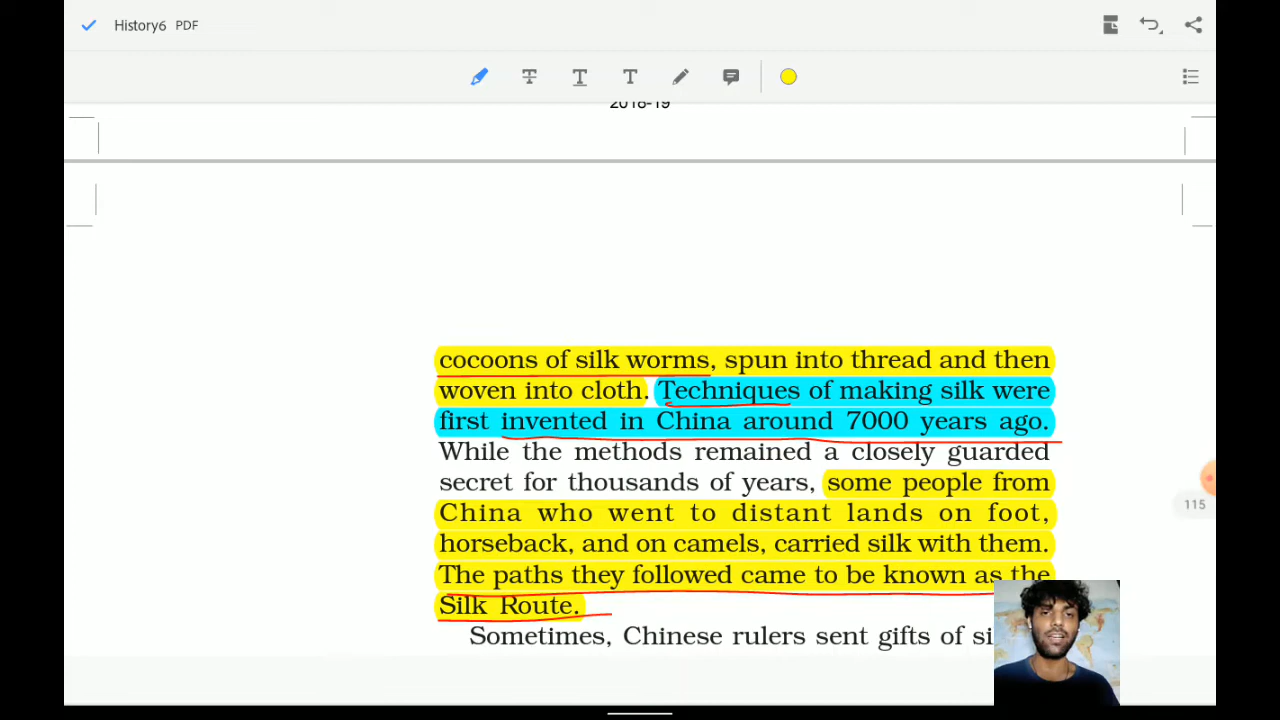 History6 PDF
2018-19
cocoons of silk worms, spun into thread and then
woven into cloth. Techniques of making silk were
first invented in China around 7000 years ago.
While the methods remained a closely guarded
secret for thousands of years, some people from
China who went to distant lands on foot,
horseback, and on camels, carried silk with them.
The paths they followed came to be known as the
Silk Route.
115
Sometimes, Chinese rulers sent gifts of